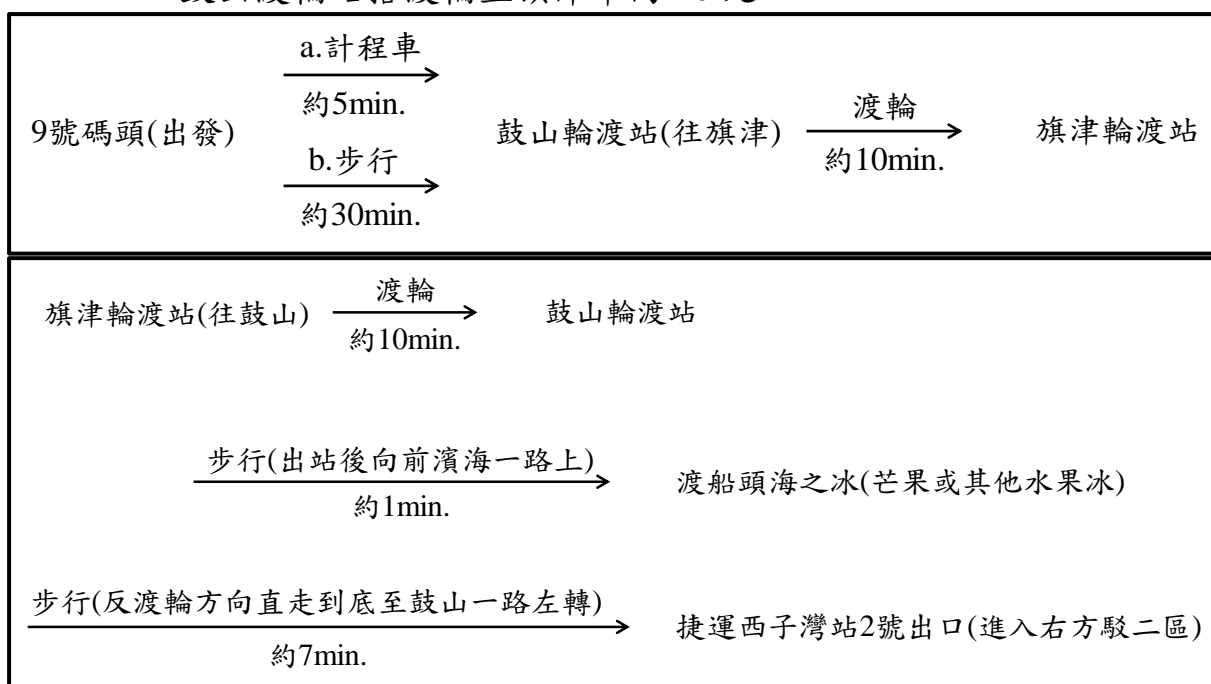 a.計程車
約5min.
9號碼頭(出發)
鼓山輪渡站(往旗津)
渡輪
約10min.
旗津輪渡站
b.步行
約30min.
旗津輪渡站(往鼓山)
渡輪
約10min.
鼓山輪渡站
步行(出站後向前濱海一路上)
約1min.
渡船頭海之冰(芒果或其他水果冰)
步行(反渡輪方向直走到底至鼓山一路左轉)
約7min.
捷運西子灣站2號出口(進入右方駁二區)